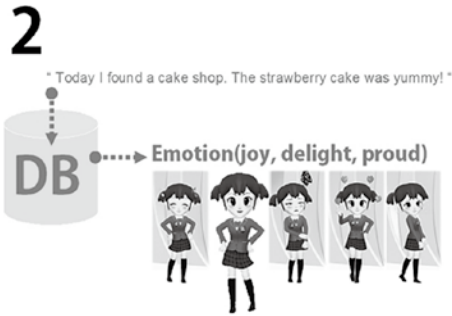 2
" Today I found a cake shop. The strawberry cake was yummy! "
DB
Emotion(joy, delight, proud)